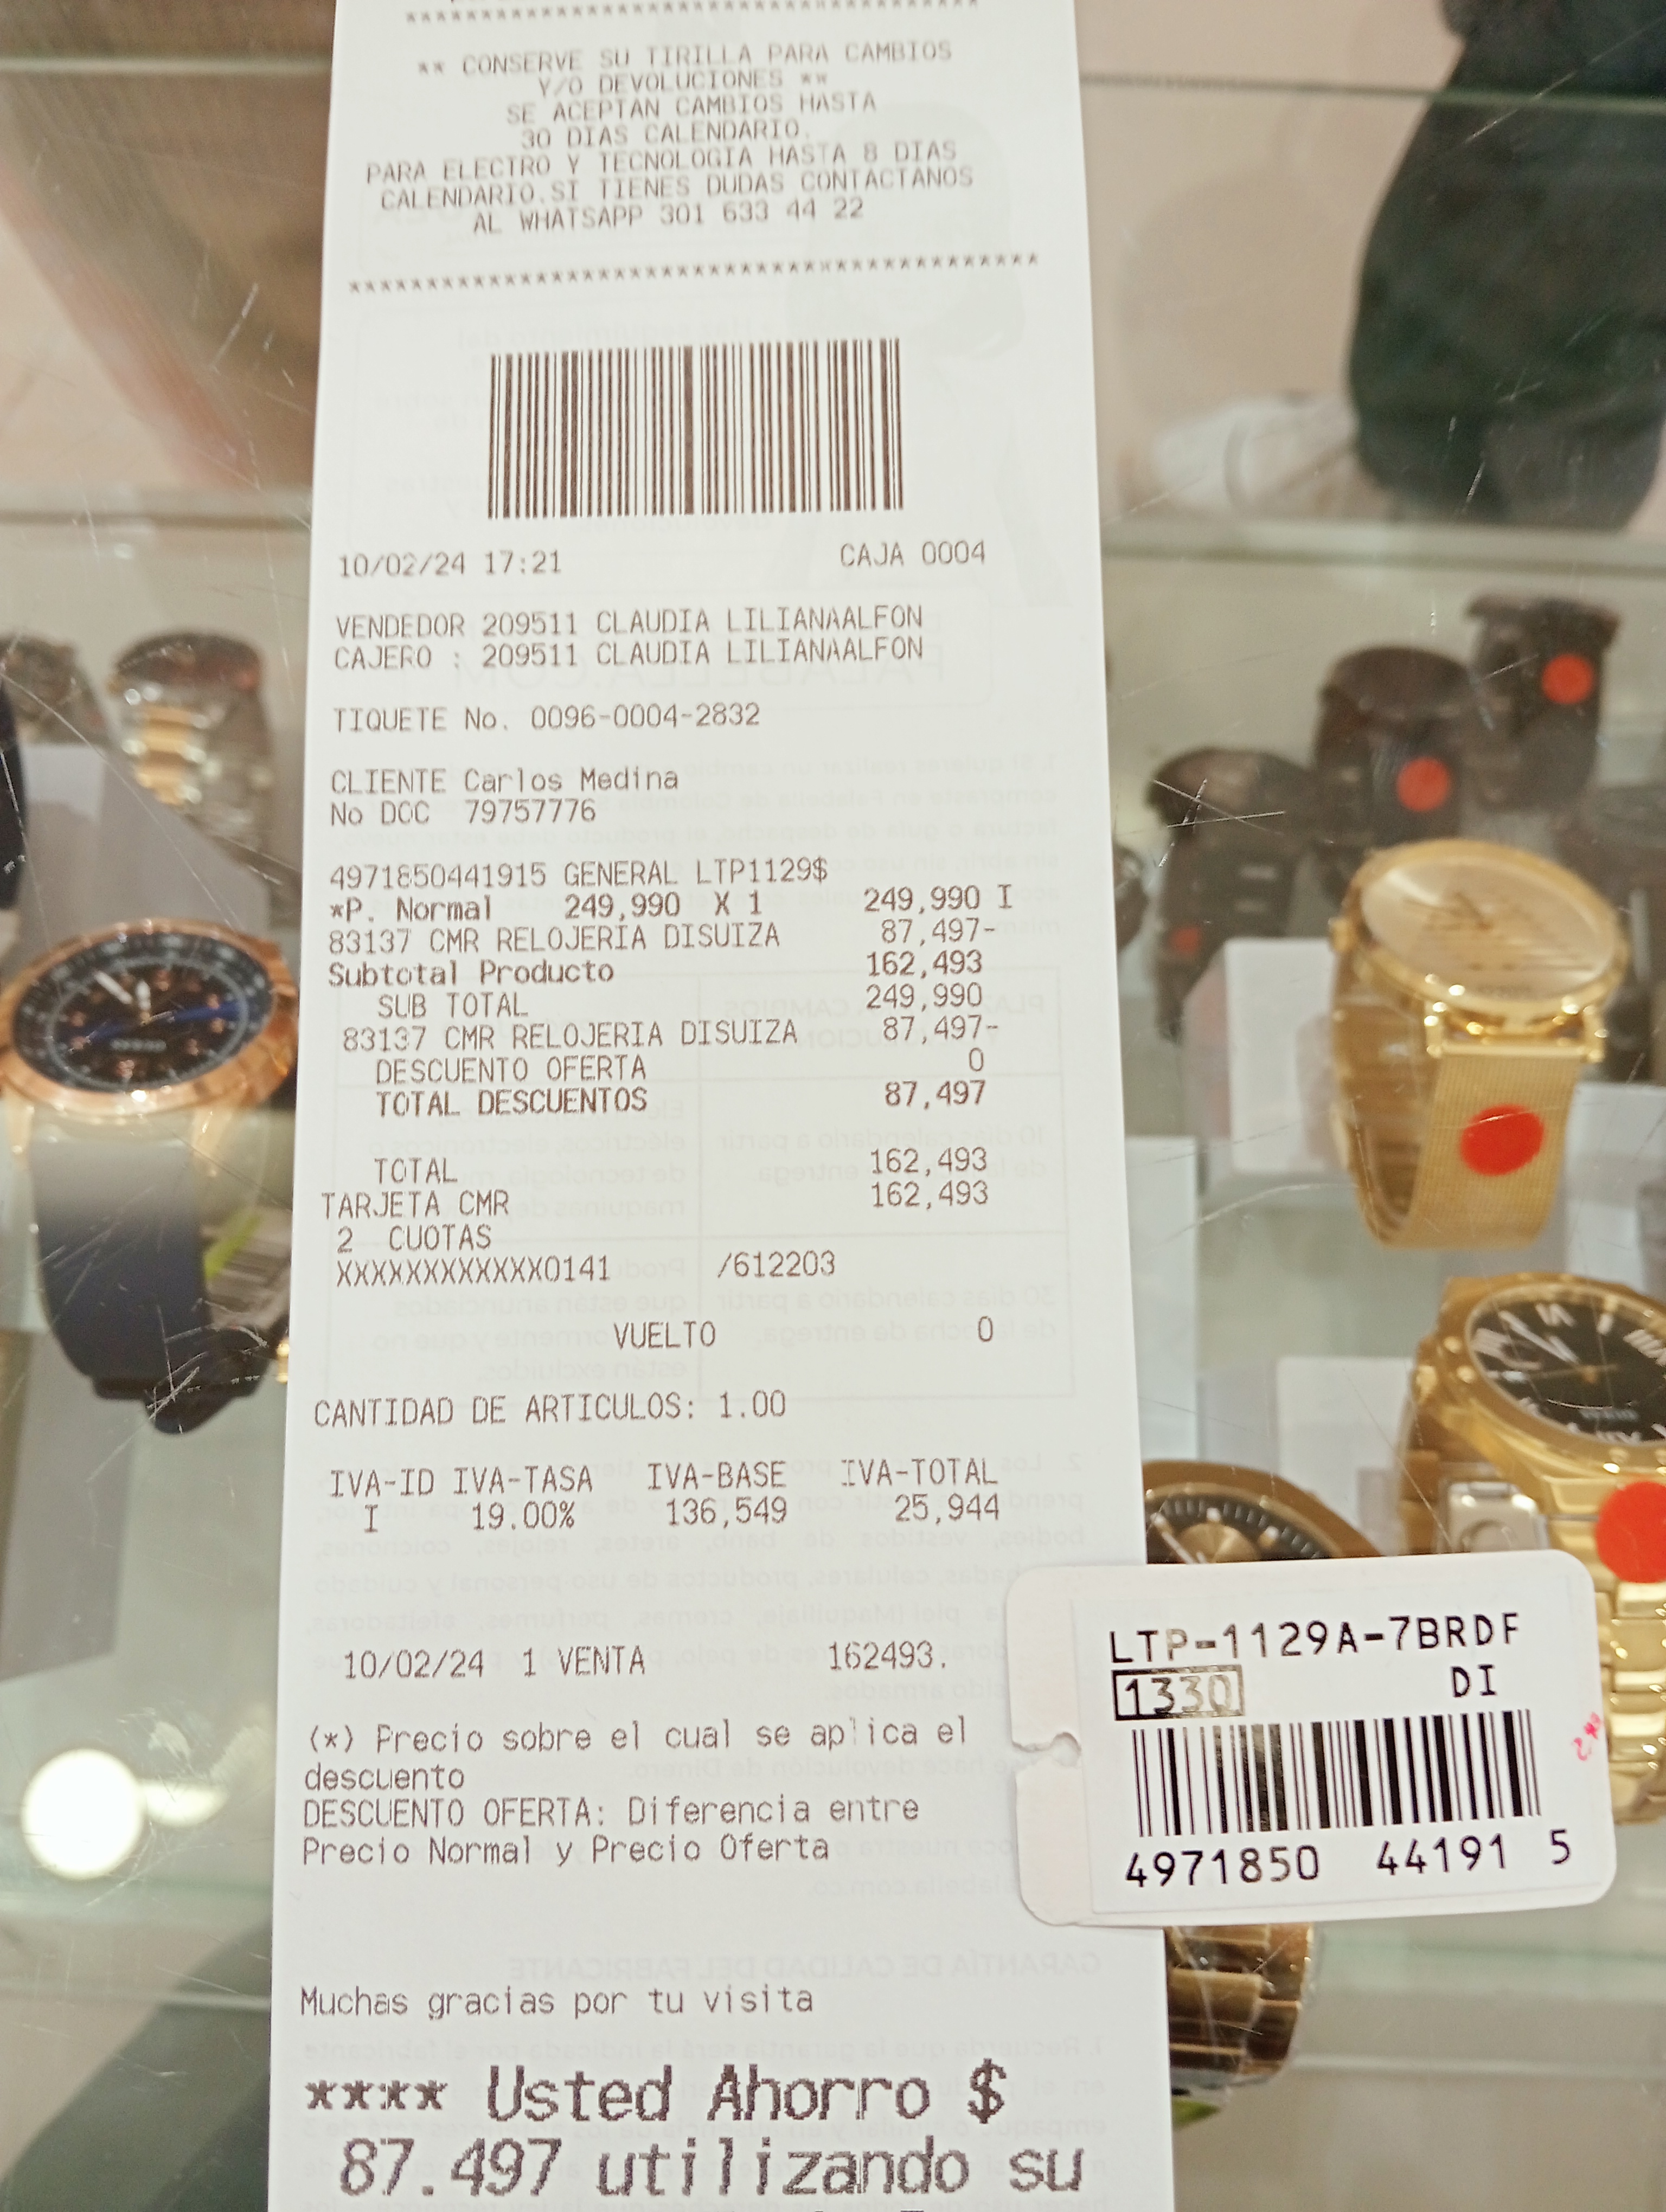 ** CONSERVE SU TIRILLA PARA CAMBIOS
Y/O DEVOLUCIONES **
SE ACEPTAN CAMBIOS HASTA
30 DIAS CALENDARIO.
PARA ELECTRO Y TECNOLOGIA HASTA 8 DIAS
CALENDARIO.SI TIENES DUDAS CONTACTANOS
AL WHATSAPP 301 633 44 22
10/02/24 17:21 CAJA 0004
VENDEDOR 209511 CLAUDIA LILIANAALFON
CAJERO : 209511 CLAUDIA LILIANAALFON
TIQUETE No. 0096-0004-2832
CLIENTE Carlos Medina
No DOC 79757776
4971850441915 GENERAL LTP1129$
*P. Normal 249,990 X 1 249,990 I
83137 CMR RELOJERIA DISUIZA 87,497-
Subtotal Producto 162,493
SUB TOTAL 249,990
83137 CMR RELOJERIA DISUIZA 87,497-
DESCUENTO OFERTA 0
TOTAL DESCUENTOS 87,497
TOTAL 162,493
TARJETA CMR 162,493
2 CUOTAS
XXXXXXXXXXXX0141 /612203
VUELTO 0
CANTIDAD DE ARTICULOS: 1.00
IVA-ID IVA-TASA IVA-BASE IVA-TOTAL
I 19.00% 136,549 25,944
10/02/24 1 VENTA 162493.
(*) Precio sobre el cual se aplica el
descuento
DESCUENTO OFERTA: Diferencia entre
Precio Normal y Precio Oferta
Muchas gracias por tu visita
**** Usted Ahorro $
87.497 utilizando su
LTP-1129A-7BRDF
1330 DI
4971850 44191 5